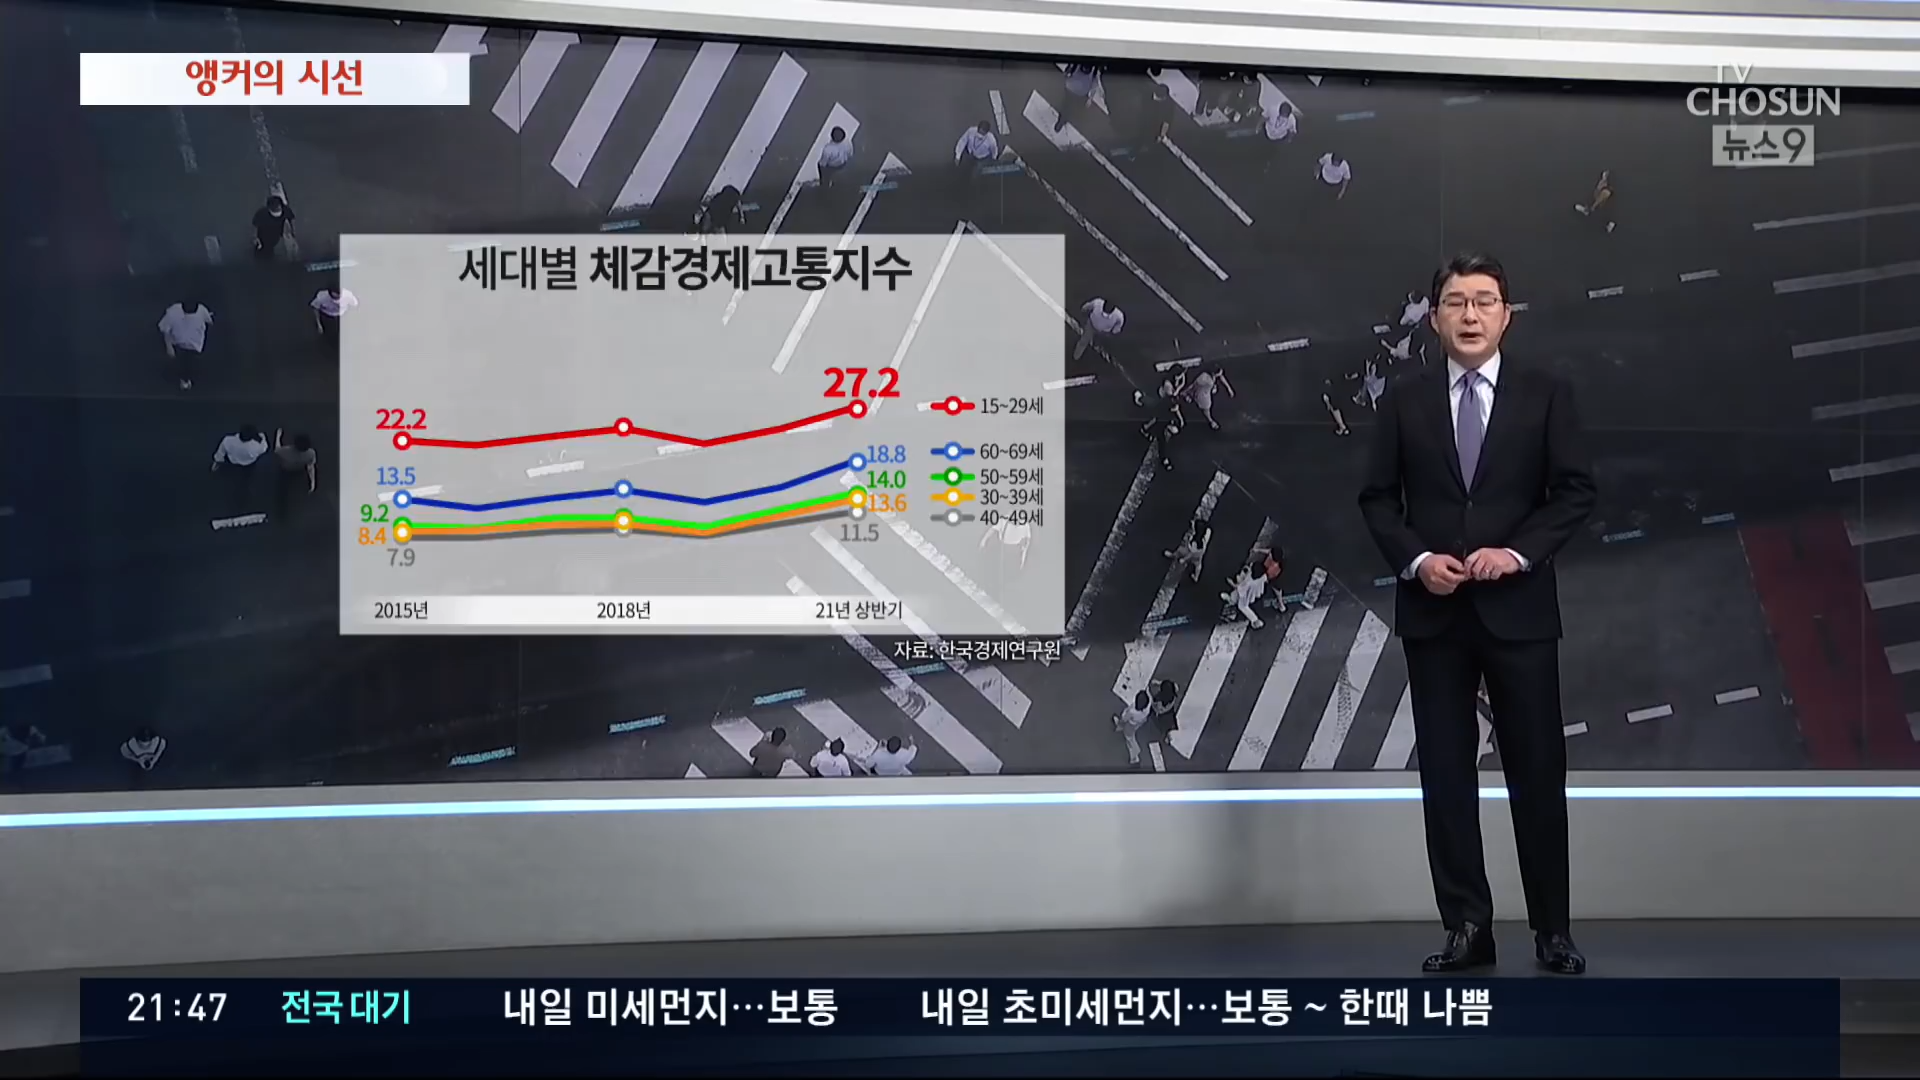 앵커의 시선
TV
CHOSUN
뉴스9
세대별 체감경제고통지수
27.2
22.2
15~29세
13.5
18.8
60~69세
14.0
50~59세
9.2
13.6
30~39세
8.4
11.5
40~49세
7.9
2015년
2018년
21년 상반기
자료: 한국경제연구원
21:47 전국 대기 내일 미세먼지…보통 내일 초미세먼지…보통 ~ 한때 나쁨